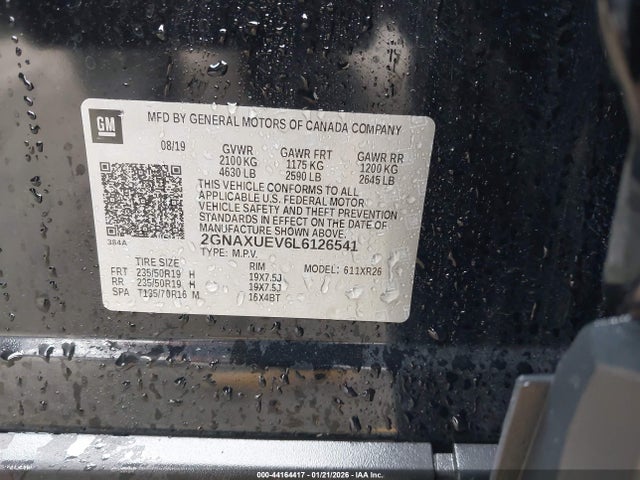 GM
MFD BY GENERAL MOTORS OF CANADA COMPANY
08/19 GVWR GAWR FRT GAWR RR
2100 KG 1175 KG 1200 KG
4630 LB 2590 LB 2645 LB
THIS VEHICLE CONFORMS TO ALL
APPLICABLE U.S. FEDERAL MOTOR
VEHICLE SAFETY AND THEFT PREVENTION
STANDARDS IN EFFECT ON THE DATE OF
MANUFACTURE SHOWN ABOVE.
384A 2GNAXUEV6L6126541
TYPE: M.P.V.
TIRE SIZE RIM MODEL: 611XR26
FRT 235/50R19 H 19X7.5J
RR 235/50R19 H 19X7.5J
SPA T135/70R16 M 16X4BT
000-44164417 - 01/21/2026 - IAA Inc.